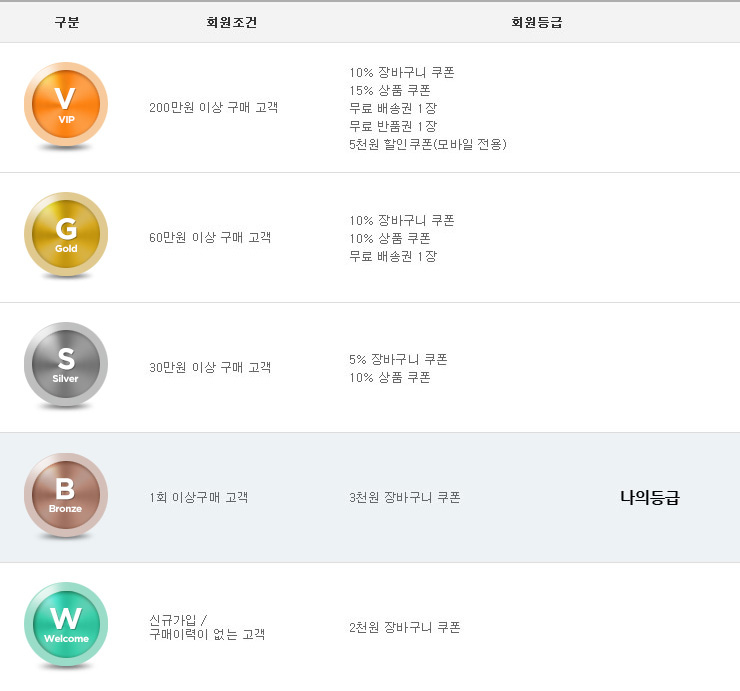 구분 회원조건 회원등급
V
VIP
200만원 이상 구매 고객
10% 장바구니 쿠폰
15% 상품 쿠폰
무료 배송권 1장
무료 반품권 1장
5천원 할인쿠폰(모바일 전용)
G
Gold
60만원 이상 구매 고객
10% 장바구니 쿠폰
10% 상품 쿠폰
무료 배송권 1장
S
Silver
30만원 이상 구매 고객
5% 장바구니 쿠폰
10% 상품 쿠폰
B
Bronze
1회 이상구매 고객
3천원 장바구니 쿠폰
나의등급
W
Welcome
신규가입 /
구매이력이 없는 고객
2천원 장바구니 쿠폰